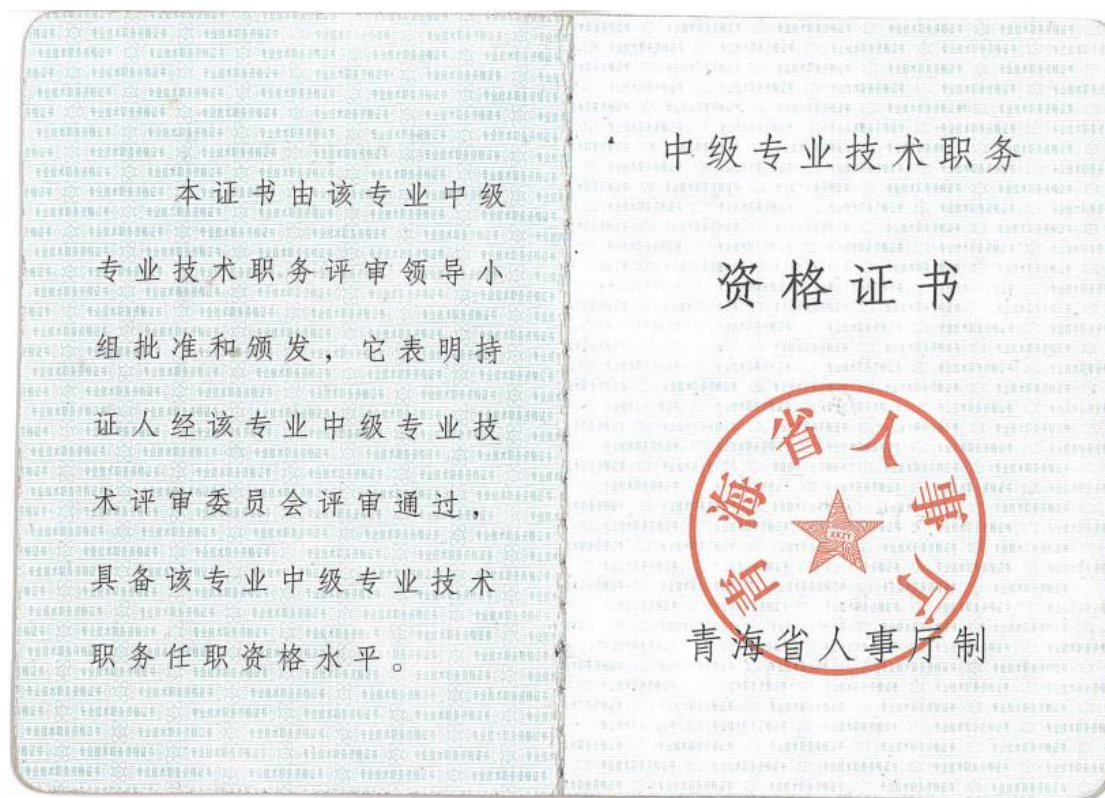 本证书由该专业中级
专业技术职务评审领导小
组批准和颁发，它表明持
证人经该专业中级专业技
术评审委员会评审通过，
具备该专业中级专业技术
职务任职资格水平。
中级专业技术职务
资格证书
青海省人事厅
XKZY
青海省人事厅制